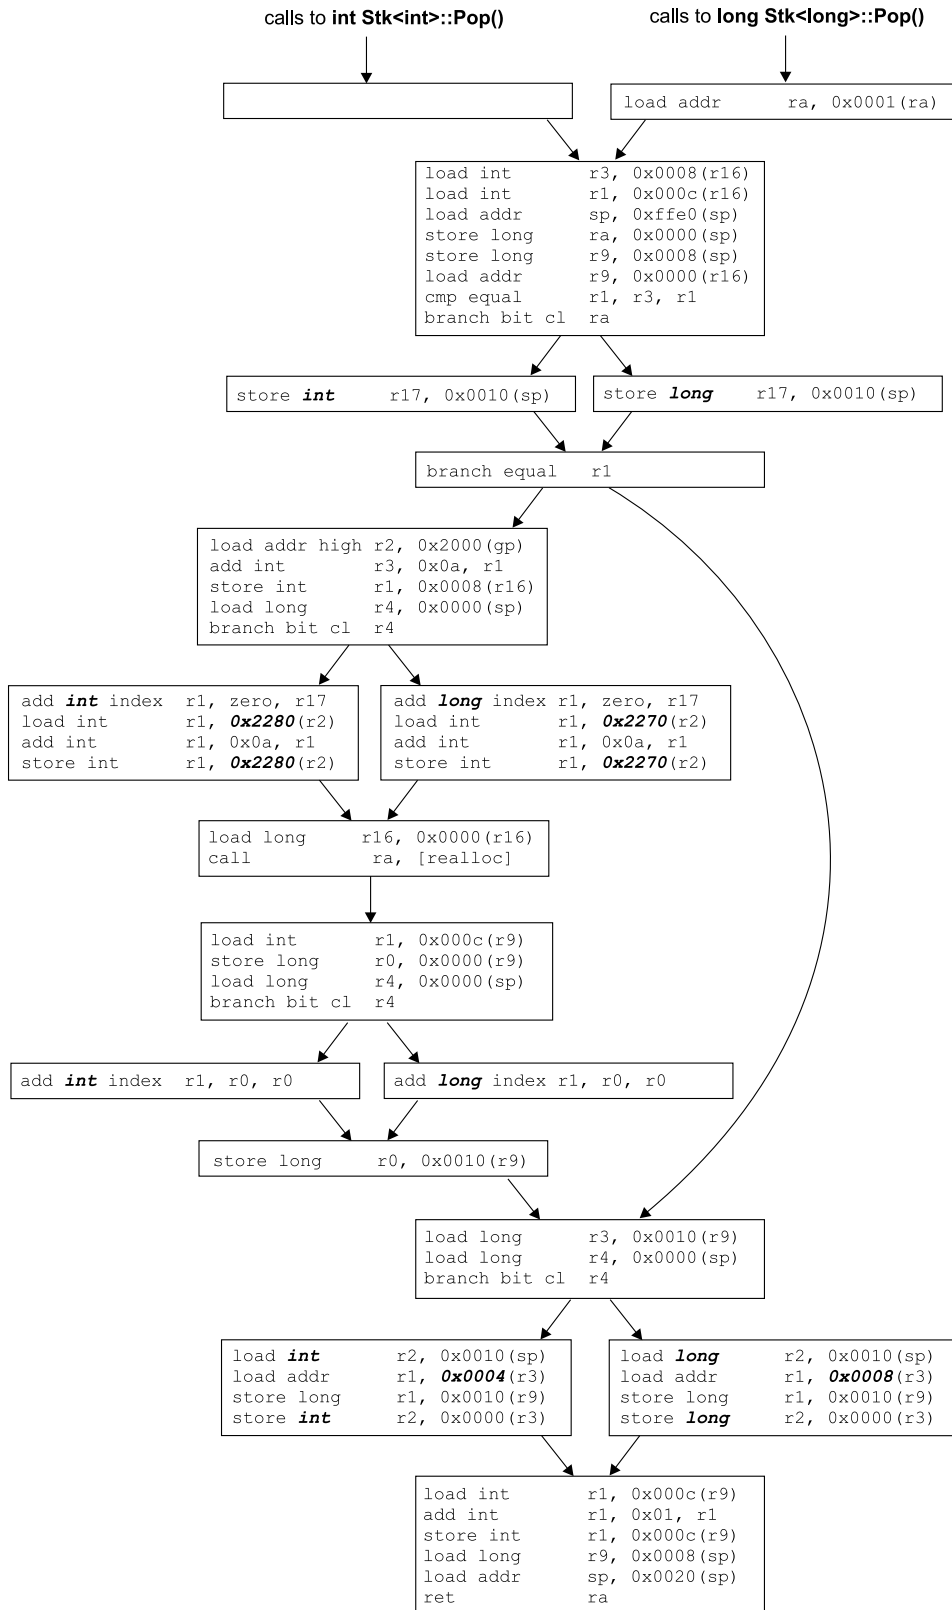 calls to int Stk<int>::Pop()
calls to long Stk<long>::Pop()
load addr ra, 0x0001(ra)
load int r3, 0x0008(r16)
load int r1, 0x000c(r16)
load addr sp, 0xffe0(sp)
store long ra, 0x0000(sp)
store long r9, 0x0008(sp)
load addr r9, 0x0000(r16)
cmp equal r1, r3, r1
branch bit cl ra
store int r17, 0x0010(sp)
store long r17, 0x0010(sp)
branch equal r1
load addr high r2, 0x2000(gp)
add int r3, 0x0a, r1
store int r1, 0x0008(r16)
load long r4, 0x0000(sp)
branch bit cl r4
add int index r1, zero, r17
load int r1, 0x2280(r2)
add int r1, 0x0a, r1
store int r1, 0x2280(r2)
add long index r1, zero, r17
load int r1, 0x2270(r2)
add int r1, 0x0a, r1
store int r1, 0x2270(r2)
load long r16, 0x0000(r16)
call ra, [realloc]
load int r1, 0x000c(r9)
store long r0, 0x0000(r9)
load long r4, 0x0000(sp)
branch bit cl r4
add int index r1, r0, r0
add long index r1, r0, r0
store long r0, 0x0010(r9)
load long r3, 0x0010(r9)
load long r4, 0x0000(sp)
branch bit cl r4
load int r2, 0x0010(sp)
load addr r1, 0x0004(r3)
store long r1, 0x0010(r9)
store int r2, 0x0000(r3)
load long r2, 0x0010(sp)
load addr r1, 0x0008(r3)
store long r1, 0x0010(r9)
store long r2, 0x0000(r3)
load int r1, 0x000c(r9)
add int r1, 0x01, r1
store int r1, 0x000c(r9)
load long r9, 0x0008(sp)
load addr sp, 0x0020(sp)
ret ra